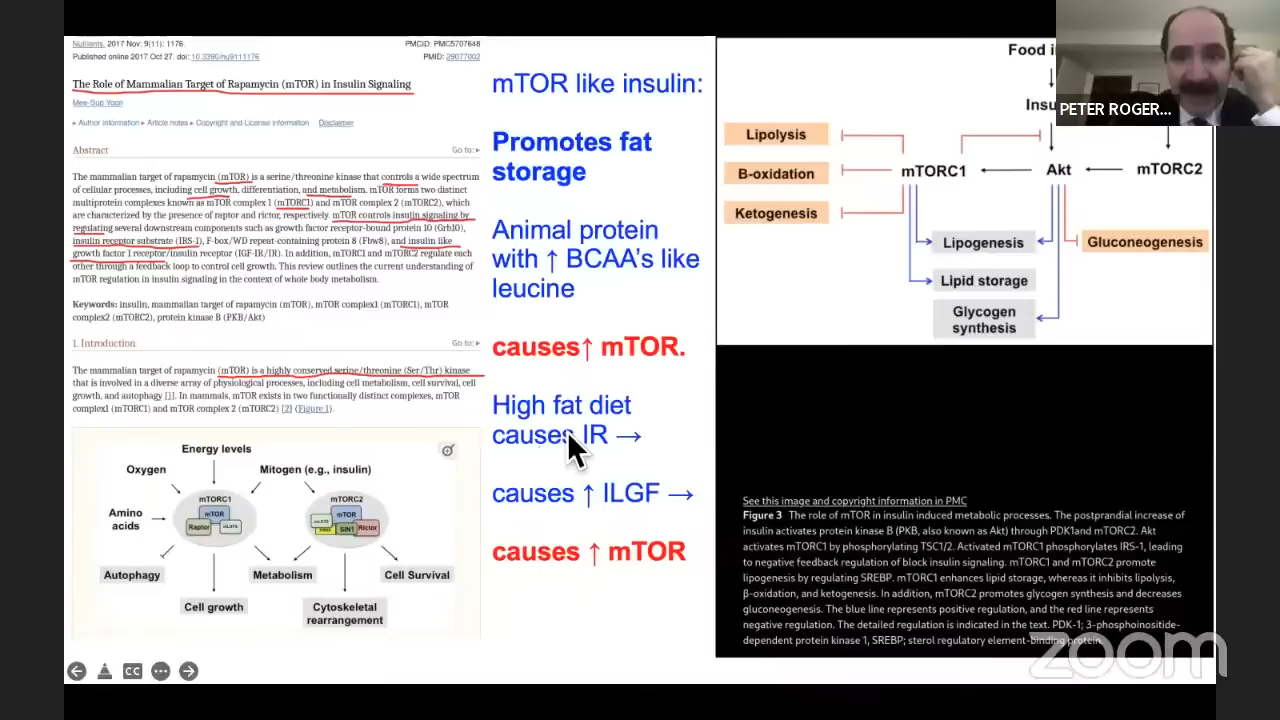 Nutrients. 2017 Nov; 9(11): 1176.
PMCID: PMC5707648
Published online 2017 Oct 27. doi: 10.3390/nu9111176
PMID: 29077002
The Role of Mammalian Target of Rapamycin (mTOR) in Insulin Signaling
Mee-Sup Yoon
▸ Author information ▸ Article notes ▸ Copyright and License information Disclaimer
Abstract
Go to: ▸
The mammalian target of rapamycin (mTOR) is a serine/threonine kinase that controls a wide spectrum
of cellular processes, including cell growth, differentiation, and metabolism. mTOR forms two distinct
multiprotein complexes known as mTOR complex 1 (mTORC1) and mTOR complex 2 (mTORC2), which
are characterized by the presence of raptor and rictor, respectively. mTOR controls insulin signaling by
regulating several downstream components such as growth factor receptor-bound protein 10 (Grb10),
insulin receptor substrate (IRS-1), F-box/WD repeat-containing protein 8 (Fbw8), and insulin like
growth factor 1 receptor/insulin receptor (IGF-IR/IR). In addition, mTORC1 and mTORC2 regulate each
other through a feedback loop to control cell growth. This review outlines the current understanding of
mTOR regulation in insulin signaling in the context of whole body metabolism.
Keywords: insulin, mammalian target of rapamycin (mTOR), mTOR complex1 (mTORC1), mTOR
complex2 (mTORC2), protein kinase B (PKB/Akt)
1. Introduction
Go to: ▸
The mammalian target of rapamycin (mTOR) is a highly conserved serine/threonine (Ser/Thr) kinase
that is involved in a diverse array of physiological processes, including cell metabolism, cell survival, cell
growth, and autophagy [1]. In mammals, mTOR exists in two functionally distinct complexes, mTOR
complex1 (mTORC1) and mTOR complex 2 (mTORC2) [2] (Figure 1).
Energy levels
Oxygen
Mitogen (e.g., insulin)
mTORC1
mTORC2
mTOR
mTOR
Amino
acids
Raptor
mLST8
mLST8
SIN1
Rictor
Autophagy
Metabolism
Cell Survival
Cell growth
Cytoskeletal
rearrangement
CC
mTOR like insulin:
Promotes fat
storage
Animal protein
with ↑ BCAA's like
leucine
causes↑ mTOR.
High fat diet
causes IR →
causes ↑ ILGF →
causes ↑ mTOR
Food i
Insu
PETER ROGER...
Lipolysis
B-oxidation
mTORC1
Akt
mTORC2
Ketogenesis
Lipogenesis
Gluconeogenesis
Lipid storage
Glycogen
synthesis
See this image and copyright information in PMC
Figure 3 The role of mTOR in insulin induced metabolic processes. The postprandial increase of
insulin activates protein kinase B (PKB, also known as Akt) through PDK1and mTORC2. Akt
activates mTORC1 by phosphorylating TSC1/2. Activated mTORC1 phosphorylates IRS-1, leading
to negative feedback regulation of block insulin signaling. mTORC1 and mTORC2 promote
lipogenesis by regulating SREBP. mTORC1 enhances lipid storage, whereas it inhibits lipolysis,
β-oxidation, and ketogenesis. In addition, mTORC2 promotes glycogen synthesis and decreases
gluconeogenesis. The blue line represents positive regulation, and the red line represents
negative regulation. The detailed regulation is indicated in the text. PDK-1; 3-phosphoinositide-
dependent protein kinase 1, SREBP; sterol regulatory element-binding protein.
zoom